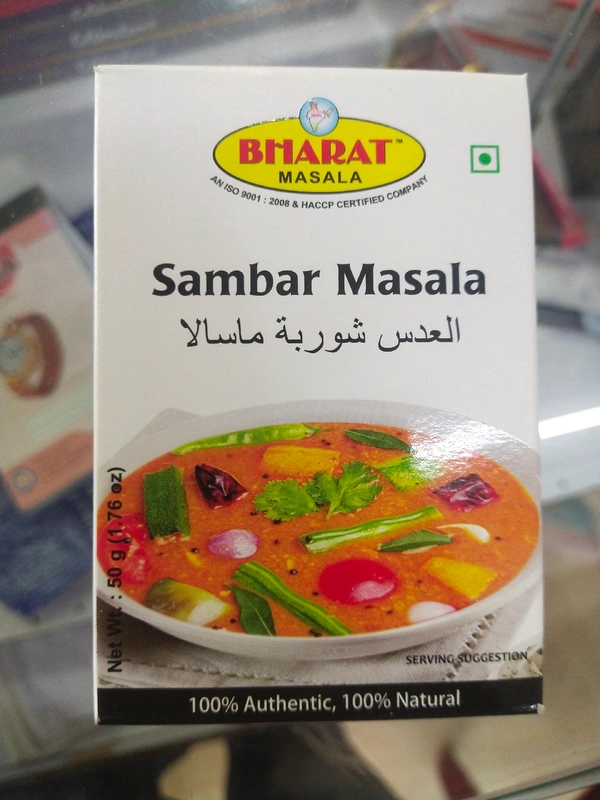 BHARAT™
MASALA
AN ISO 9001 : 2008 & HACCP CERTIFIED COMPANY
Sambar Masala
العدس شوربة ماسالا
Net Wt. : 50 g (1.76 oz)
SERVING SUGGESTION
100% Authentic, 100% Natural